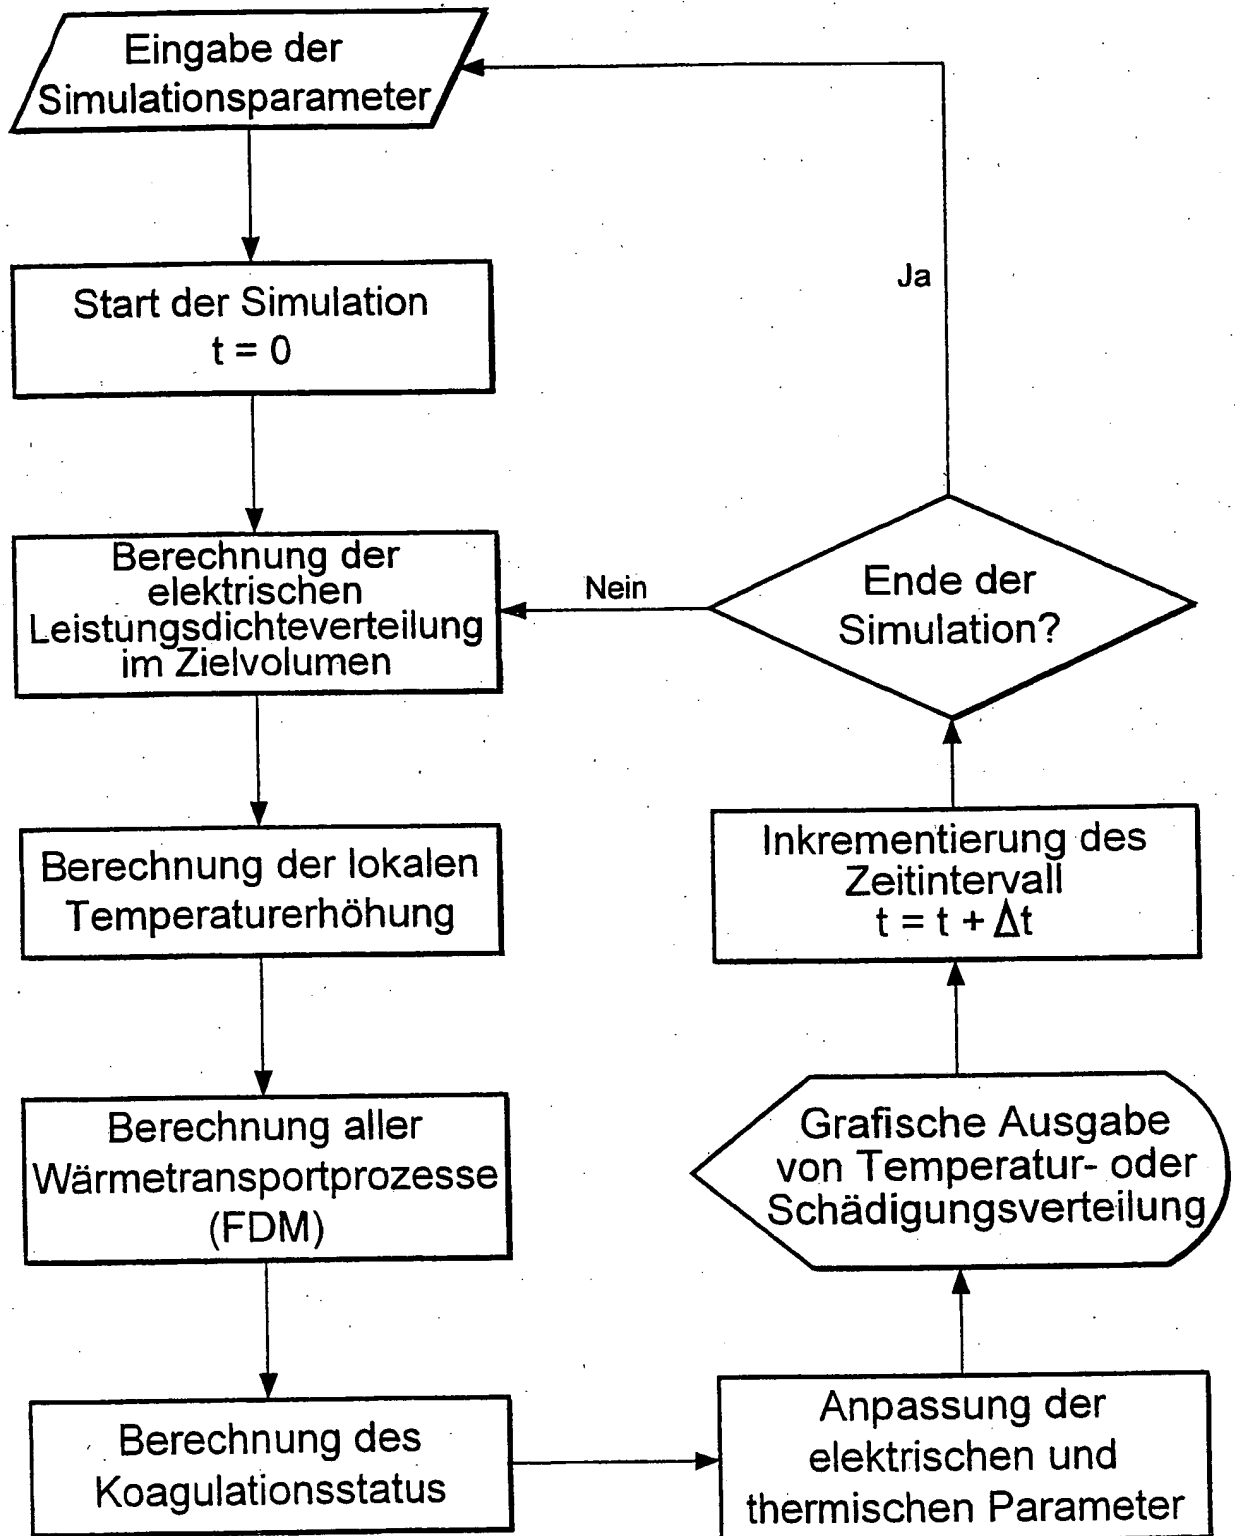 Eingabe der
Simulationsparameter
Start der Simulation
t = 0
Berechnung der
elektrischen
Leistungsdichteverteilung
im Zielvolumen
Berechnung der lokalen
Temperaturerhöhung
Berechnung aller
Wärmetransportprozesse
(FDM)
Berechnung des
Koagulationsstatus
Anpassung der
elektrischen und
thermischen Parameter
Grafische Ausgabe
von Temperatur- oder
Schädigungsverteilung
Inkrementierung des
Zeitintervall
t = t + Δt
Ende der
Simulation?
Nein
Ja